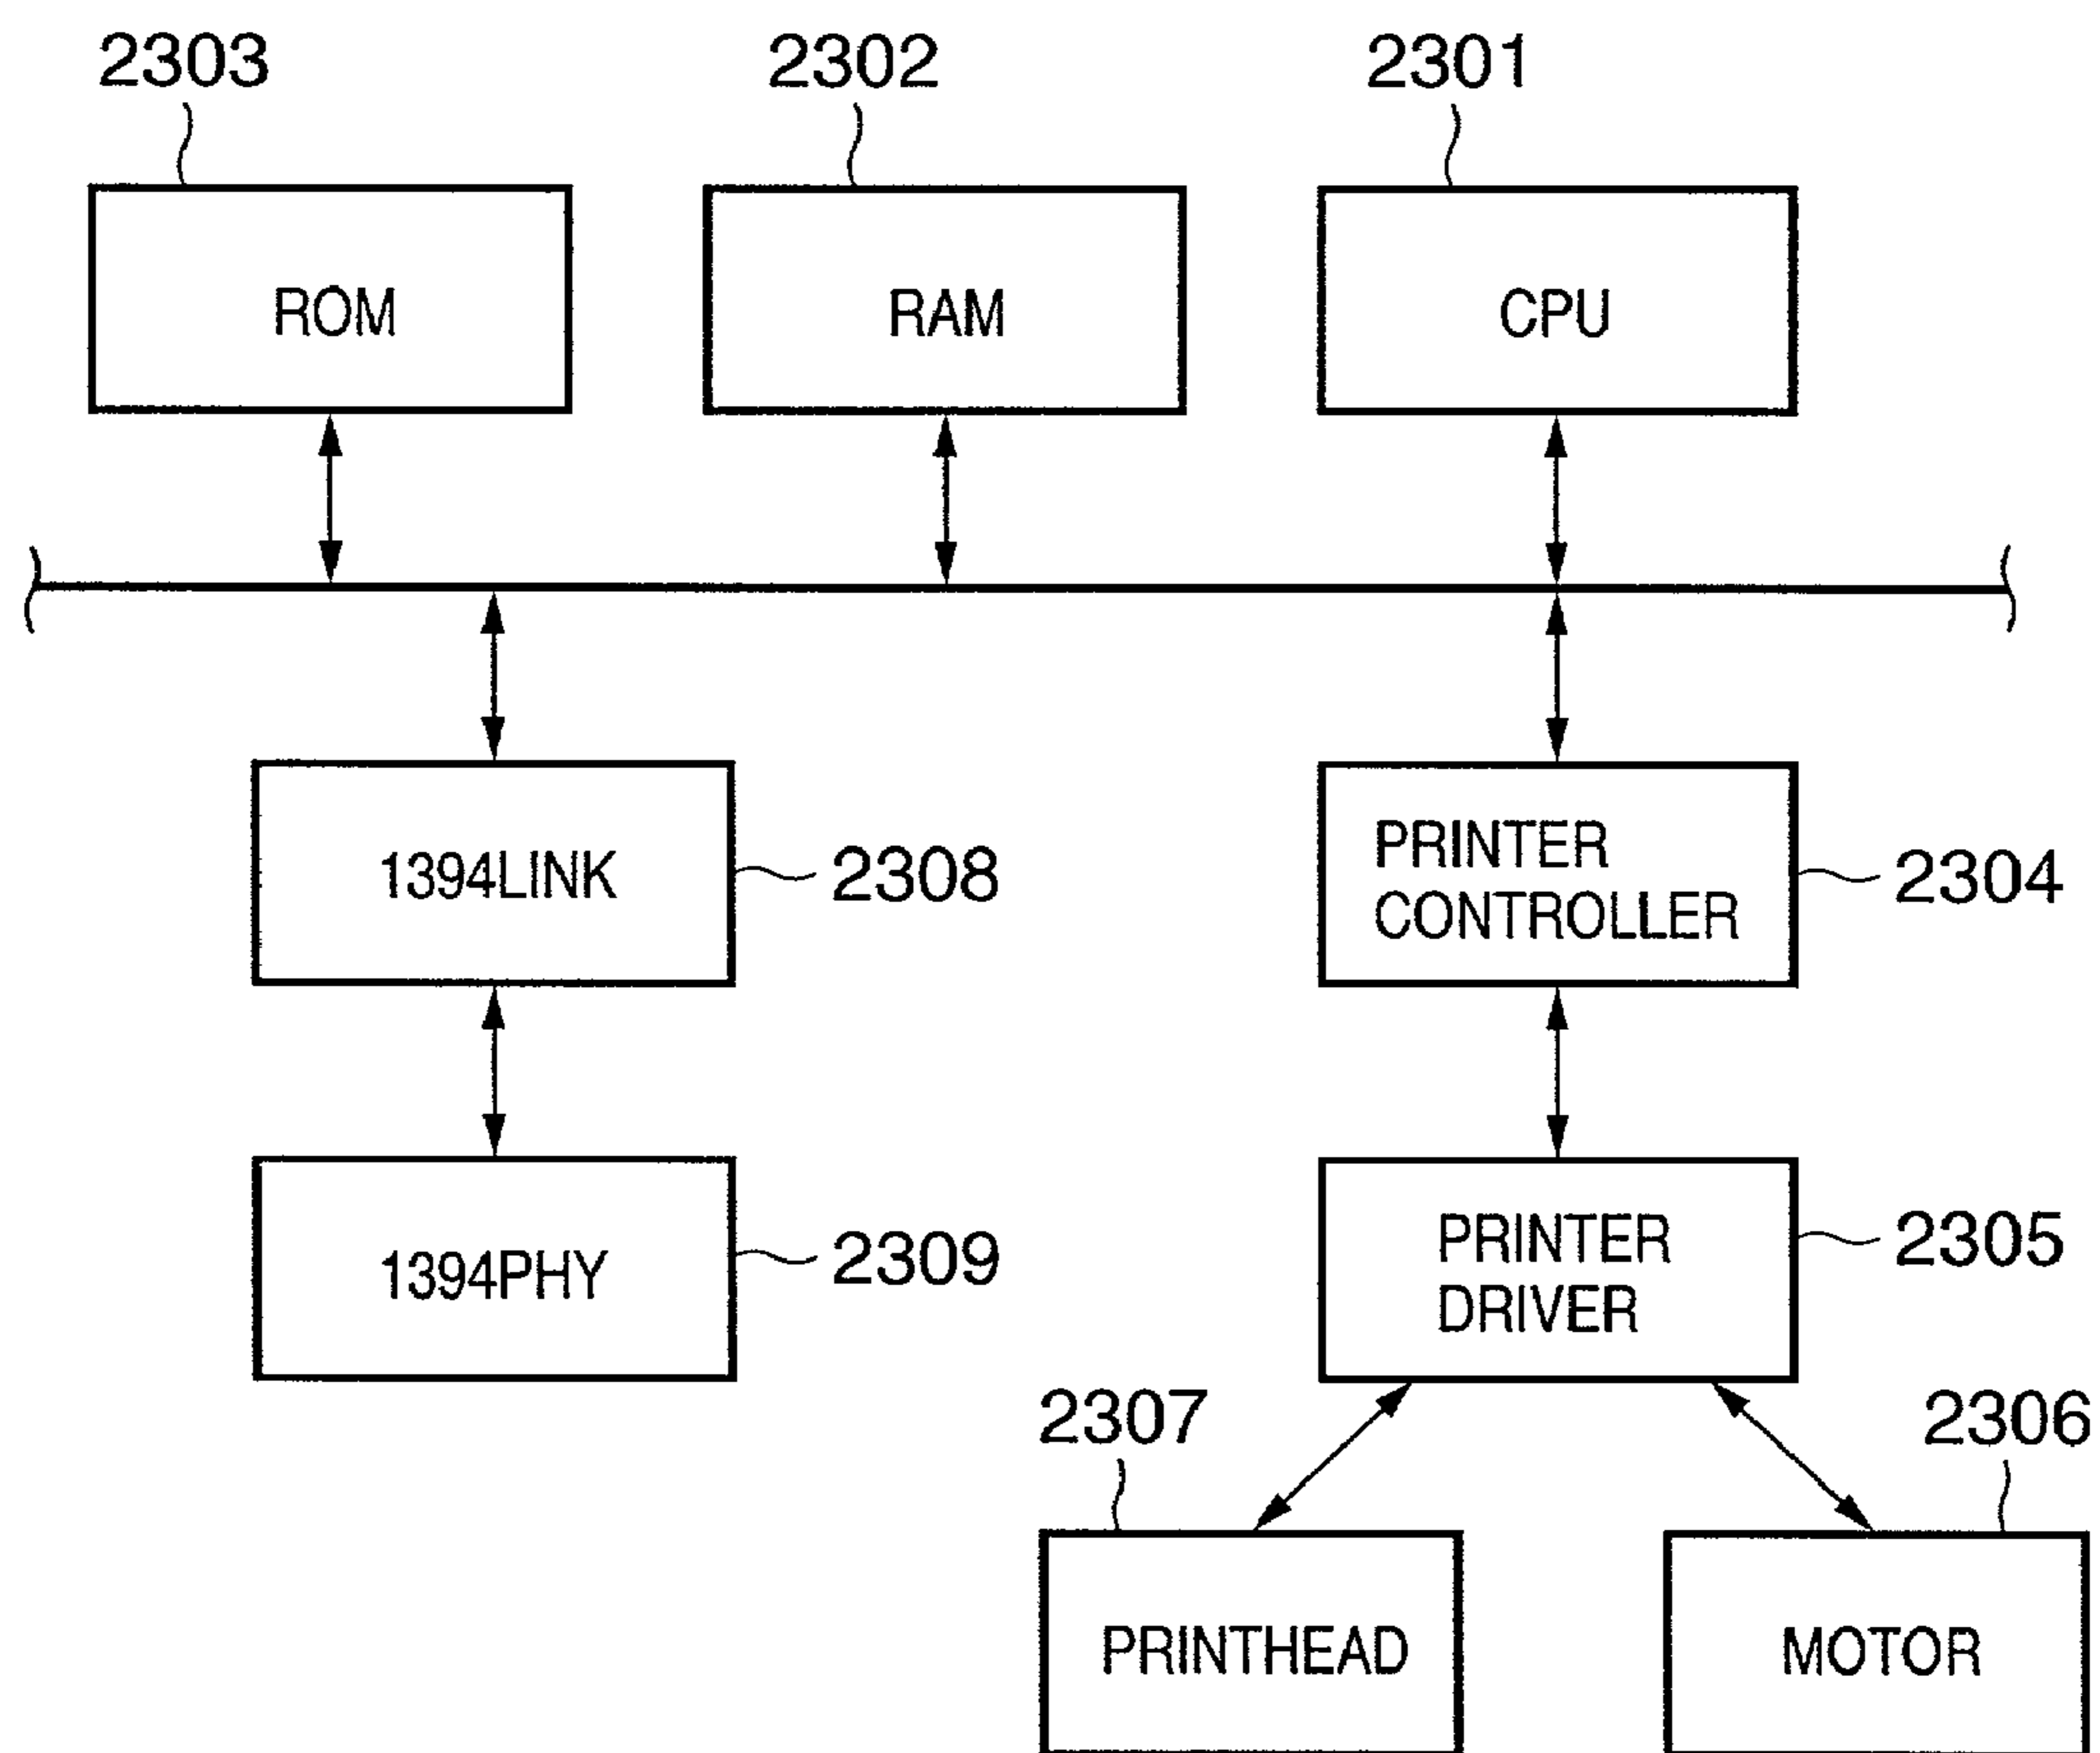 2303
2302
2301
ROM
RAM
CPU
1394LINK
2308
PRINTER
CONTROLLER
2304
1394PHY
2309
PRINTER
DRIVER
2305
2307
2306
PRINTHEAD
MOTOR